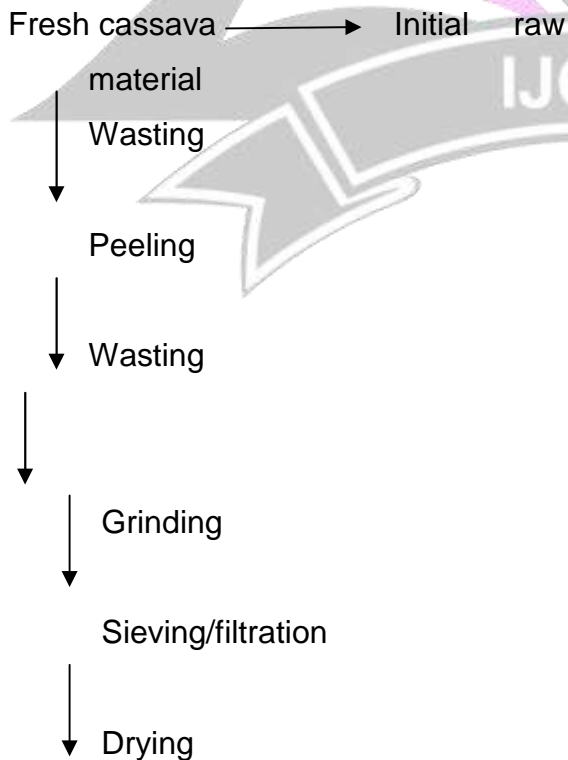 Fresh cassava Initial raw
material
Wasting
Peeling
Wasting
Grinding
Sieving/filtration
Drying